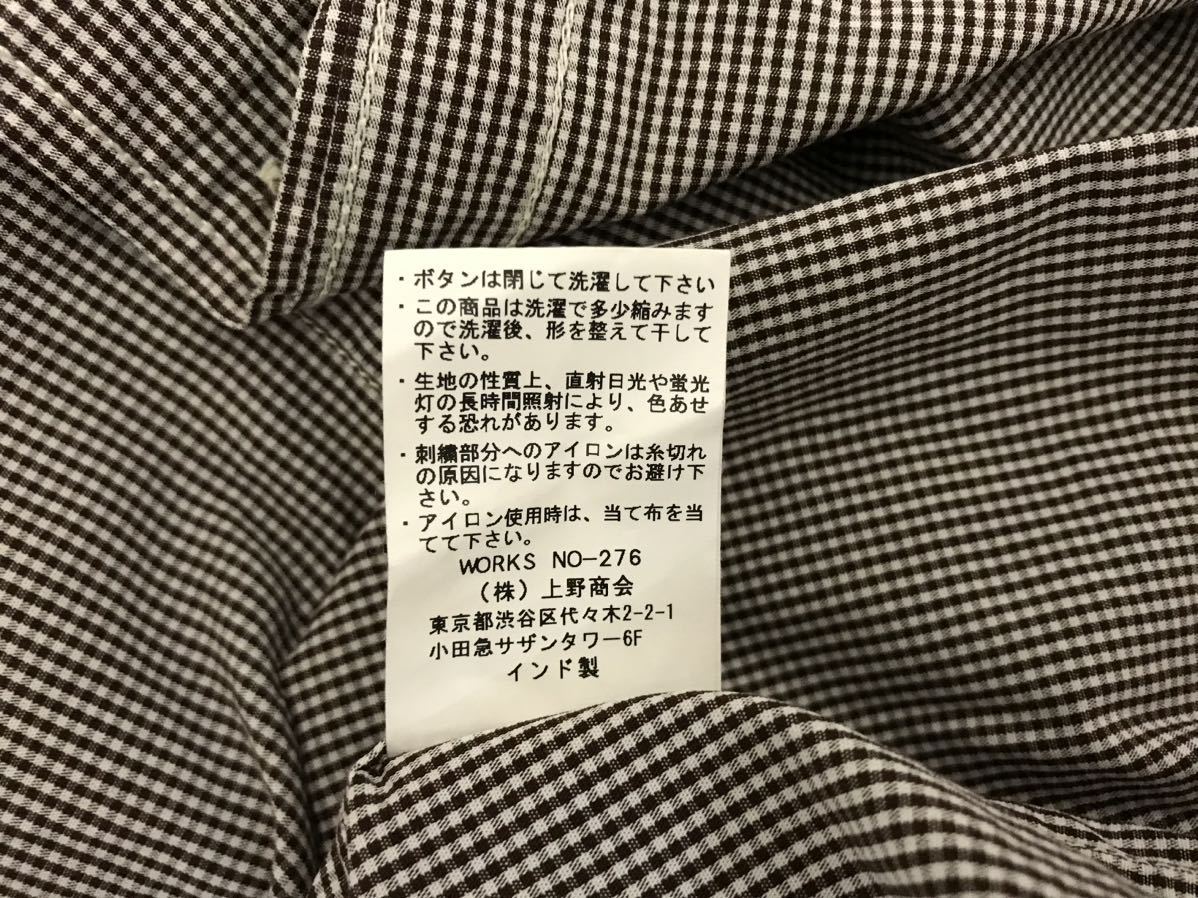 ・ボタンは閉じて洗濯して下さい
・この商品は洗濯で多少縮みます
ので洗濯後、形を整えて干して
下さい。
・生地の性質上、直射日光や蛍光
灯の長時間照射により、色あせ
する恐れがあります。
・刺繍部分へのアイロンは糸切れ
の原因になりますのでお避け下
さい。
・アイロン使用時は、当て布を当
てて下さい。
WORKS NO-276
(株)上野商会
東京都渋谷区代々木2-2-1
小田急サザンタワー6F
インド製